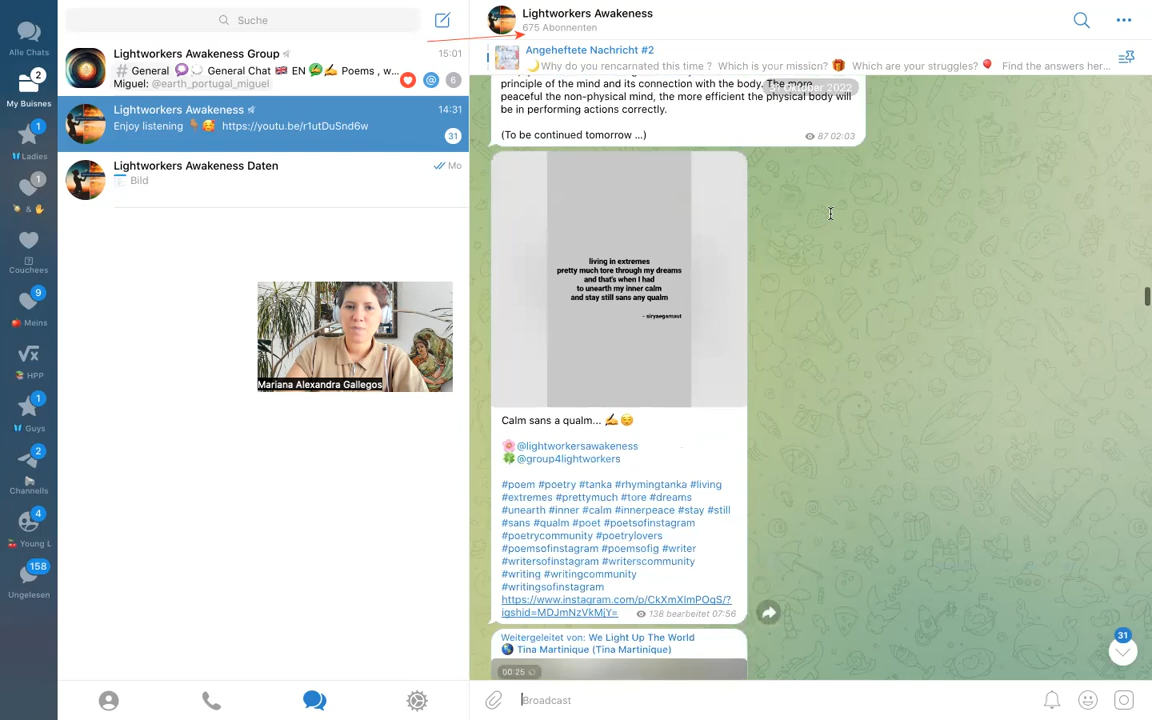 Alle Chats
2
My Buisnes
1
Ladies
1
&
Couchees
9
Meins
HPP
1
Guys
2
Channells
4
Young L
158
Ungelesen
Suche
Lightworkers Awakeness Group
15:01
# General General Chat EN Poems , w...
Miguel: @earth_portugal_miguel
@
6
Lightworkers Awakeness
14:31
Enjoy listening https://youtu.be/r1utDuSnd6w
31
Lightworkers Awakeness Daten
Mo
Bild
Mariana Alexandra Gallegos
Lightworkers Awakeness
675 Abonnenten
Angeheftete Nachricht #2
Why do you reincarnated this time ? Which is your mission? Which are your struggles? Find the answers her...
principle of the mind and its connection with the body. The more
peaceful the non-physical mind, the more efficient the physical body will
be in performing actions correctly.
Oktober 2022
(To be continued tomorrow ...)
87 02:03
living in extremes
pretty much tore through my dreams
and that's when I had
to unearth my inner calm
and stay still sans any qualm
- siryaegamaut
Calm sans a qualm...
@lightworkersawakeness
@group4lightworkers
#poem #poetry #tanka #rhymingtanka #living
#extremes #prettymuch #tore #dreams
#unearth #inner #calm #innerpeace #stay #still
#sans #qualm #poet #poetsofinstagram
#poetrycommunity #poetrylovers
#poemsofinstagram #poemsofig #writer
#writersofinstagram #writerscommunity
#writing #writingcommunity
#writingsofinstagram
https://www.instagram.com/p/CkXmXlmPOqS/?
igshid=MDJmNzVkMjY=
138 bearbeitet 07:56
Weitergeleitet von: We Light Up The World
Tina Martinique (Tina Martinique)
00:25
31
Broadcast